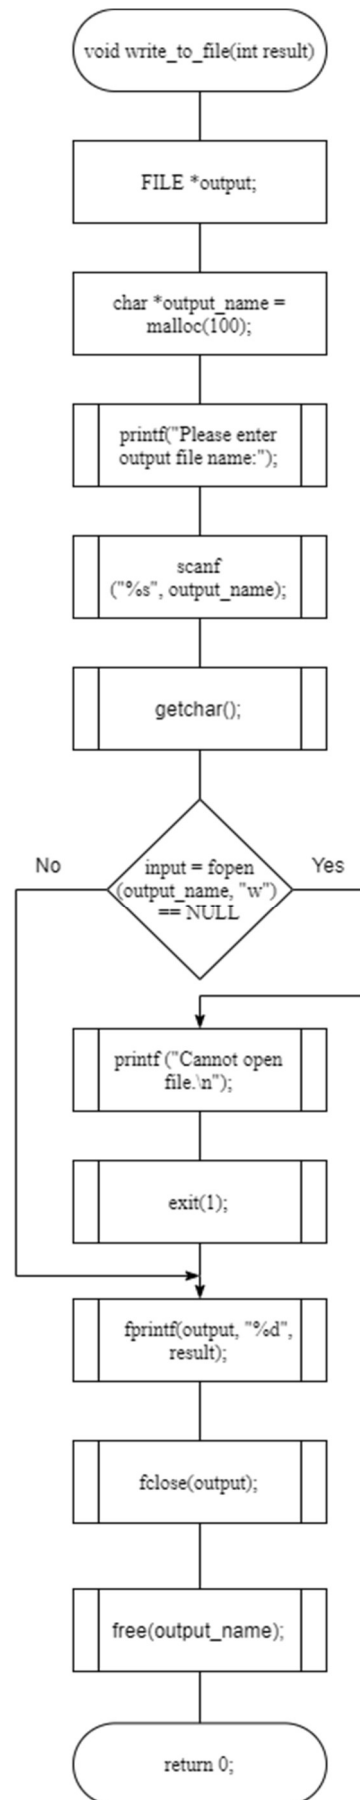 void write_to_file(int result)
FILE *output;
char *output_name =
malloc(100);
printf("Please enter
output file name:");
scanf
("%s", output_name);
getchar();
No
input = fopen
(output_name, "w")
== NULL
Yes
printf ("Cannot open
file.\n");
exit(1);
fprintf(output, "%d",
result);
fclose(output);
free(output_name);
return 0;